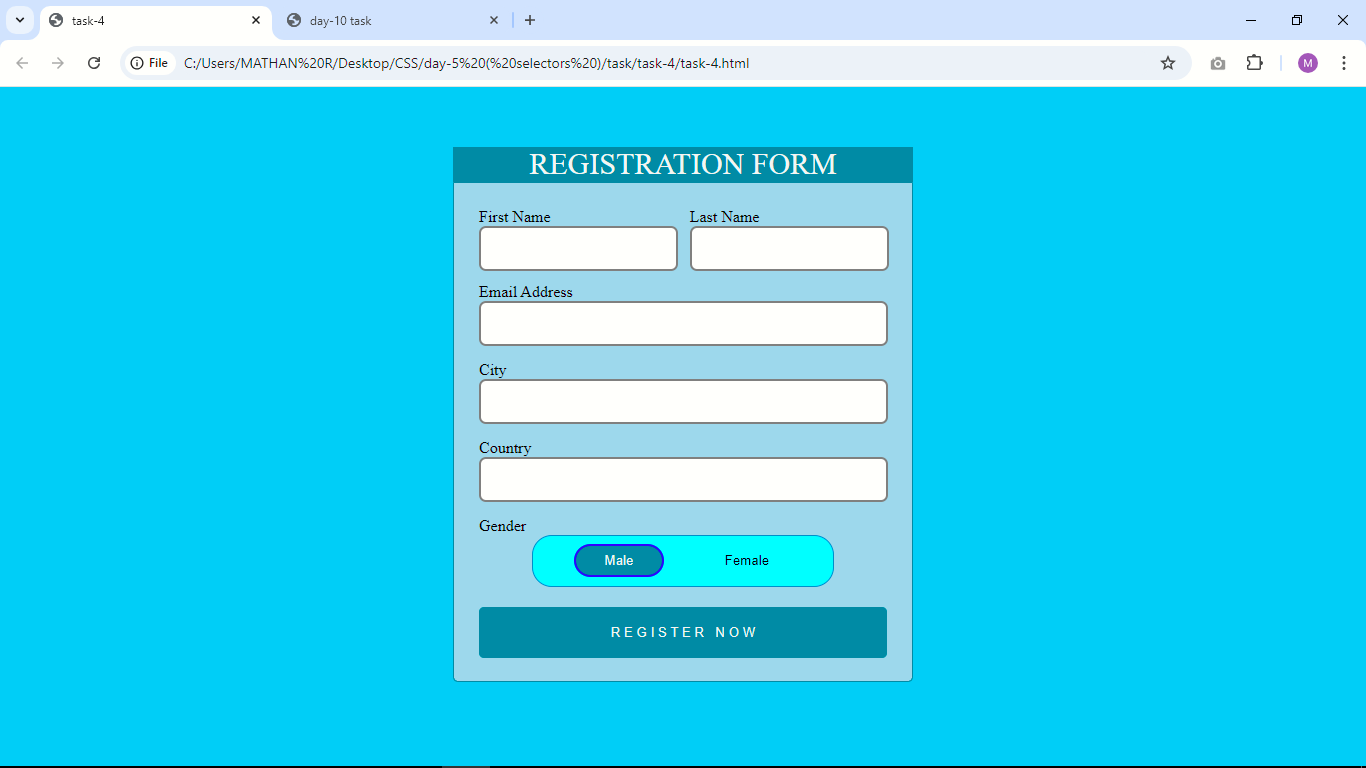 task-4
day-10 task
File
C:/Users/MATHAN%20R/Desktop/CSS/day-5%20(%20selectors%20)/task/task-4/task-4.html
M
REGISTRATION FORM
First Name Last Name
Email Address
City
Country
Gender
Male Female
REGISTER NOW